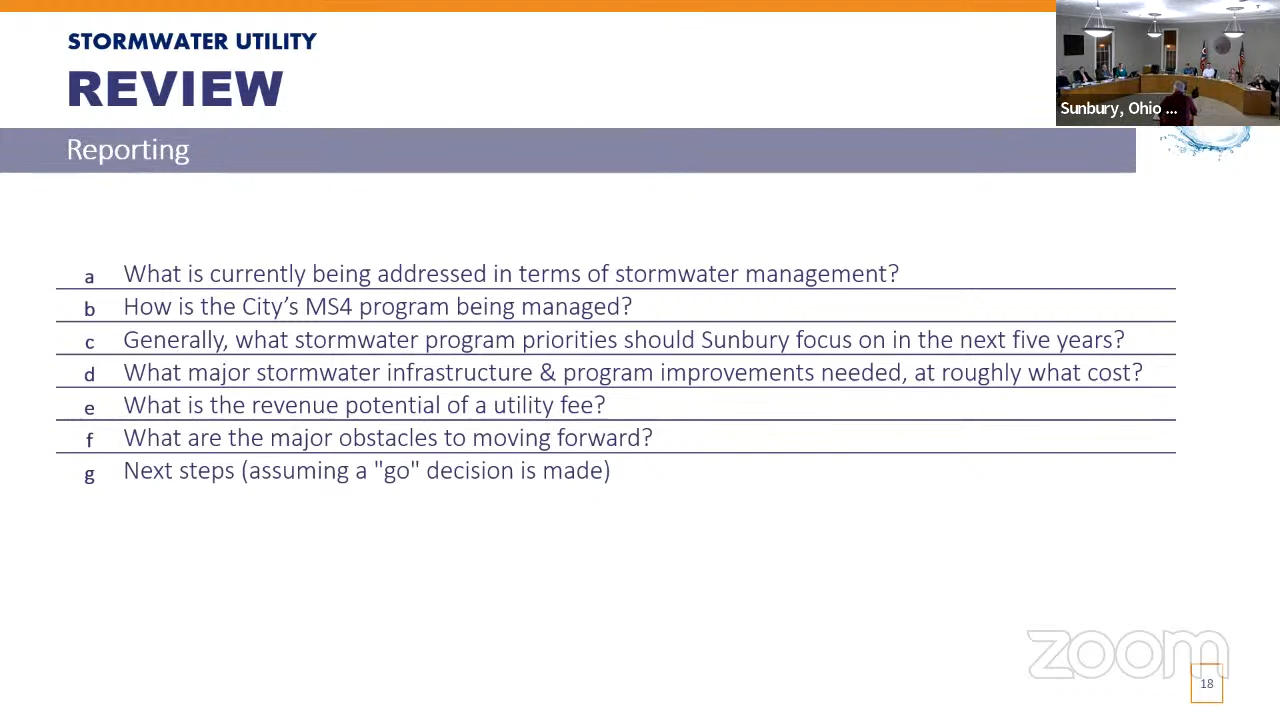 STORMWATER UTILITY
REVIEW
Sunbury, Ohio ...
Reporting
a What is currently being addressed in terms of stormwater management?
b How is the City’s MS4 program being managed?
c Generally, what stormwater program priorities should Sunbury focus on in the next five years?
d What major stormwater infrastructure & program improvements needed, at roughly what cost?
e What is the revenue potential of a utility fee?
f What are the major obstacles to moving forward?
g Next steps (assuming a "go" decision is made)
zoom
18